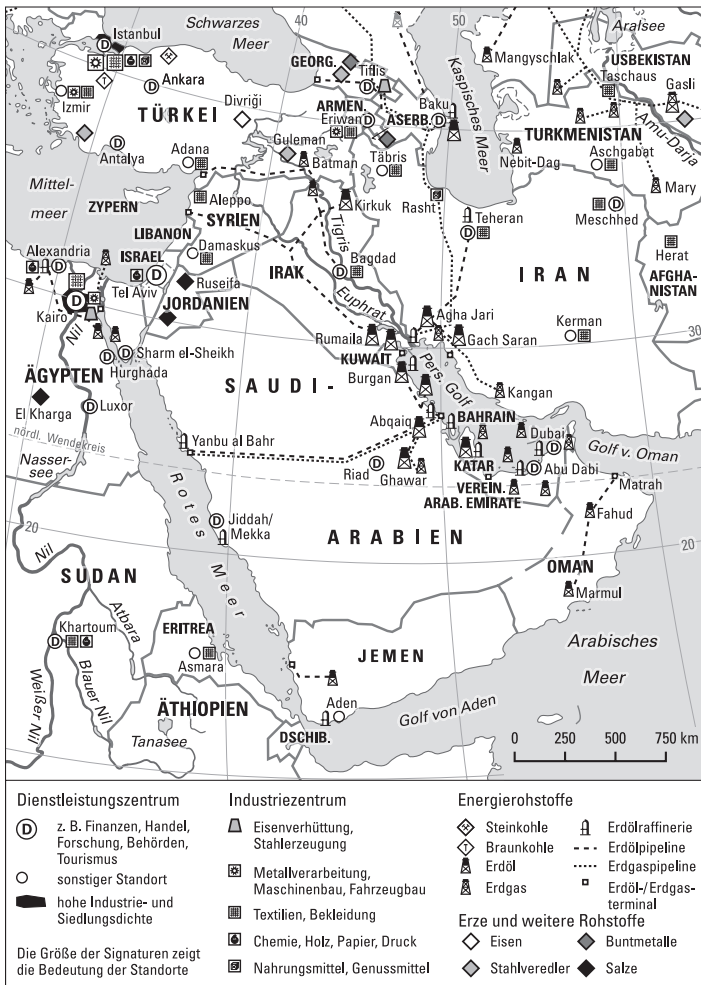 Istanbul
Schwarzes
Meer
40
50
Aralsee
Mangyschlak
GEORG.
Tiflis
USBEKISTAN
Taschaus
Gasli
Ankara
Izmir
TÜRKEI
Divriği
ARMEN.
Eriwan
ASERB.
Baku
Kaspisches Meer
TURKMENISTAN
Amu-Darja
Antalya
Adana
Guleman
Batman
Täbris
Nebit-Dag
Aschgabat
Mary
Mittel-
meer
ZYPERN
Aleppo
SYRIEN
Kirkuk
Rasht
Teheran
Meschhed
LIBANON
Damaskus
Tigris
Alexandria
ISRAEL
Tel Aviv
Ruseifa
JORDANIEN
IRAK
Bagdad
Euphrat
IRAN
Herat
AFGHA-
NISTAN
Kairo
Nil
Rumaila
Agha Jari
Gach Saran
Kerman
30
KUWAIT
Burgan
Pers. Golf
Sharm el-Sheikh
Hurghada
ÄGYPTEN
El Kharga
Luxor
SAUDI-
Kangan
Abqaiq
BAHRAIN
Dubai
Golf v. Oman
nördl. Wendekreis
Yanbu al Bahr
Riad
Ghawar
KATAR
Abu Dabi
VEREIN.
ARAB. EMIRATE
Matrah
Nasser-
see
Rotes Meer
Jiddah/
Mekka
ARABIEN
Fahud
20
20
Nil
SUDAN
OMAN
Marmul
Atbara
ERITREA
Khartoum
Asmara
JEMEN
Arabisches
Meer
Weißer Nil
Blauer Nil
ÄTHIOPIEN
Tanasee
Aden
Golf von Aden
DSCHIB.
0 250 500 750 km
Dienstleistungszentrum
D z. B. Finanzen, Handel,
Forschung, Behörden,
Tourismus
sonstiger Standort
hohe Industrie- und
Siedlungsdichte
Die Größe der Signaturen zeigt
die Bedeutung der Standorte
Industriezentrum
Eisenverhüttung,
Stahlerzeugung
Metallverarbeitung,
Maschinenbau, Fahrzeugbau
Textilien, Bekleidung
Chemie, Holz, Papier, Druck
Nahrungsmittel, Genussmittel
Energierohstoffe
Steinkohle
Braunkohle
Erdöl
Erdgas
Erdölraffinerie
Erdölpipeline
Erdgaspipeline
Erdöl-/Erdgas-
terminal
Erze und weitere Rohstoffe
Eisen
Stahlveredler
Buntmetalle
Salze